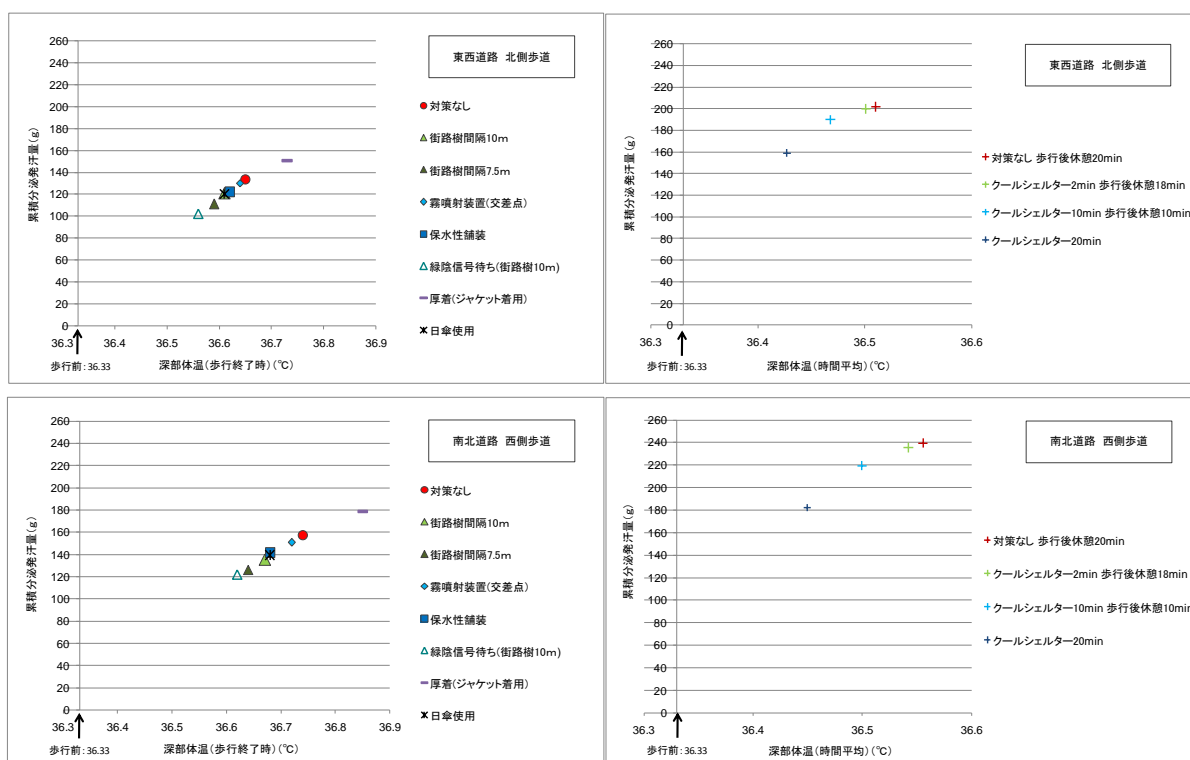 東西道路 北側歩道
260
240
220
200
180
160
140
120
100
80
60
40
20
0
累積分泌発汗量(g)
36.3
36.4
36.5
36.6
36.7
36.8
36.9
深部体温(歩行終了時)(℃)
歩行前:36.33
対策なし
街路樹間隔10m
街路樹間隔7.5m
霧噴射装置(交差点)
保水性舗装
緑陰信号待ち(街路樹10m)
厚着(ジャケット着用)
日傘使用
東西道路 北側歩道
260
240
220
200
180
160
140
120
100
80
60
40
20
0
累積分泌発汗量(g)
36.3
36.4
36.5
36.6
深部体温(時間平均)(℃)
歩行前:36.33
対策なし 歩行後休憩20min
クールシェルター2min 歩行後休憩18min
クールシェルター10min 歩行後休憩10min
クールシェルター20min
南北道路 西側歩道
260
240
220
200
180
160
140
120
100
80
60
40
20
0
累積分泌発汗量(g)
36.3
36.4
36.5
36.6
36.7
36.8
36.9
深部体温(歩行終了時)(℃)
歩行前:36.33
対策なし
街路樹間隔10m
街路樹間隔7.5m
霧噴射装置(交差点)
保水性舗装
緑陰信号待ち(街路樹10m)
厚着(ジャケット着用)
日傘使用
南北道路 西側歩道
260
240
220
200
180
160
140
120
100
80
60
40
20
0
累積分泌発汗量(g)
36.3
36.4
36.5
36.6
深部体温(時間平均)(℃)
歩行前:36.33
対策なし 歩行後休憩20min
クールシェルター2min 歩行後休憩18min
クールシェルター10min 歩行後休憩10min
クールシェルター20min